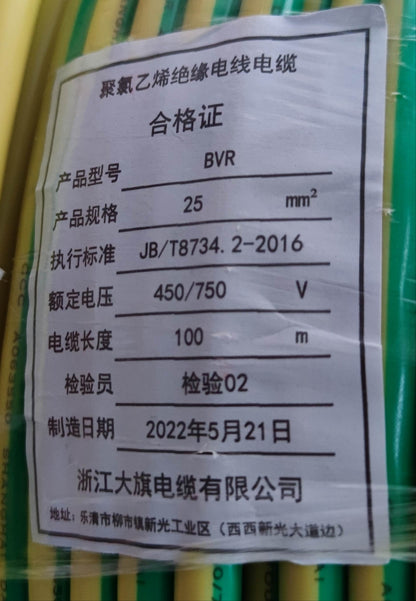 聚氯乙烯绝缘电线电缆
合格证
产品型号 BVR
产品规格 25 mm²
执行标准 JB/T8734.2-2016
额定电压 450/750 V
电缆长度 100 m
检验员 检验02
制造日期 2022年5月21日
浙江大旗电缆有限公司
地址：乐清市柳市镇新光工业区（西西新光大道边）
CCC A063550 SHANGHAI